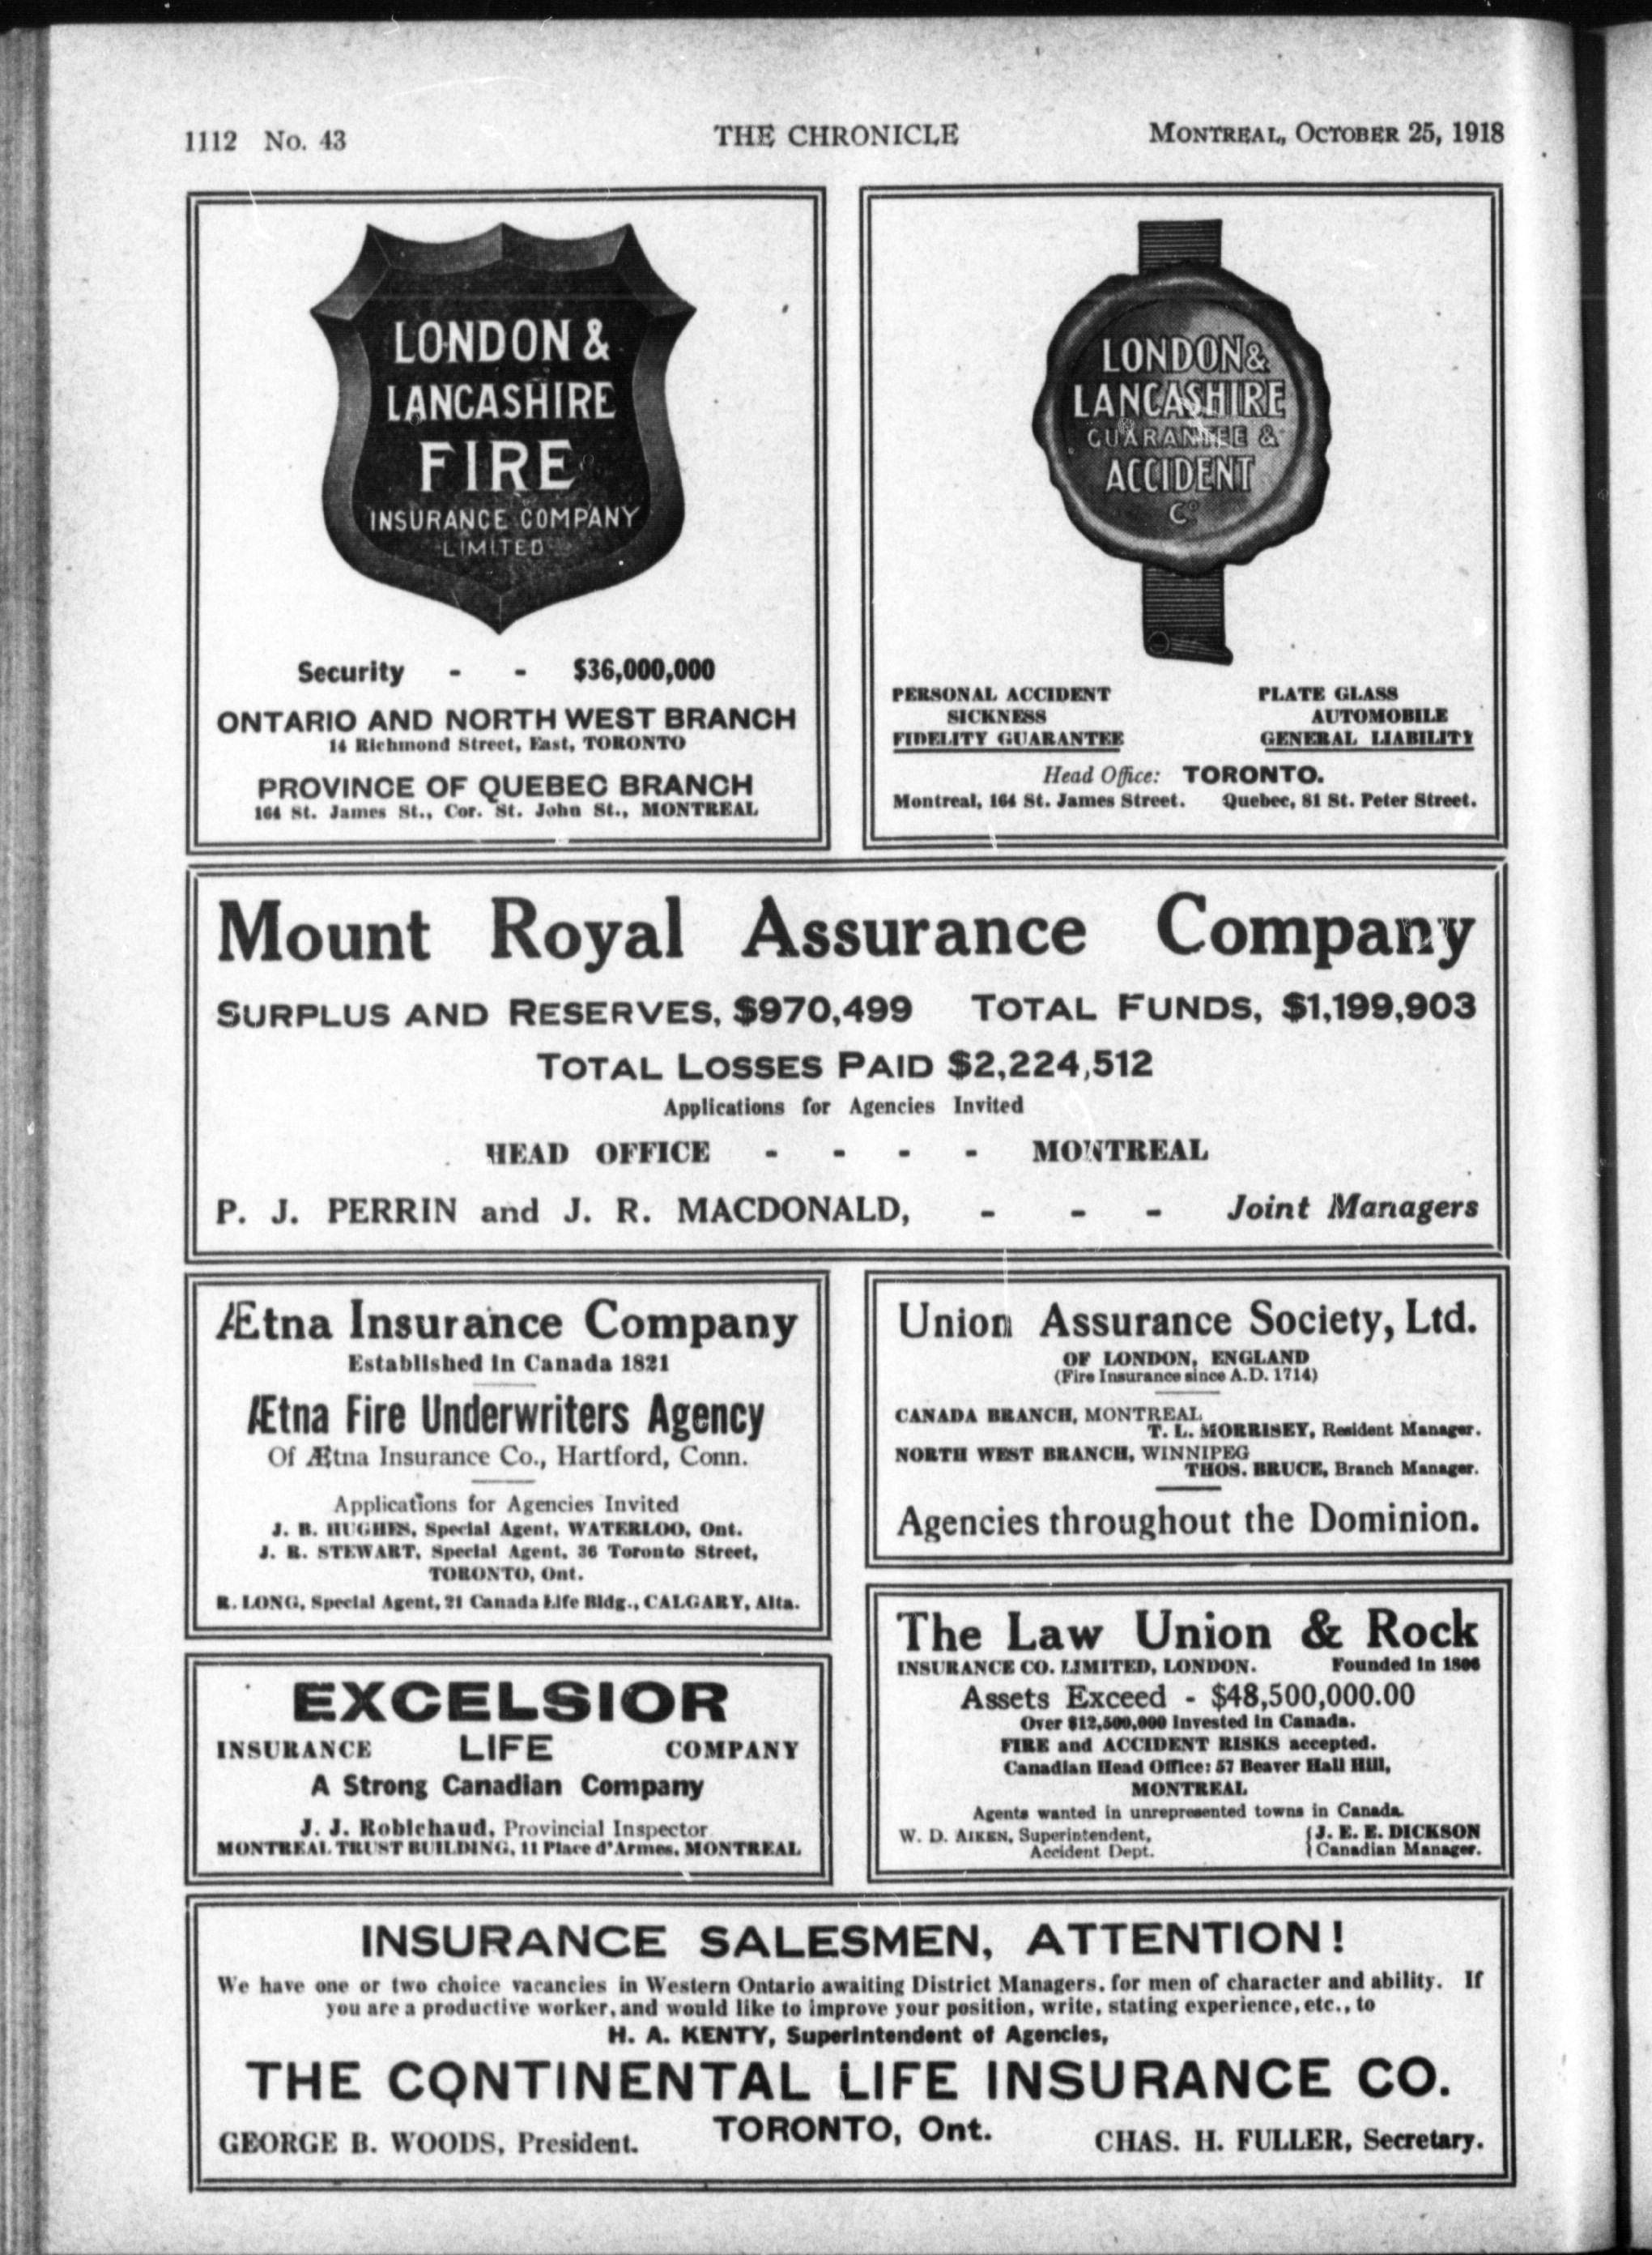 1112 No. 43
THE CHRONICLE
MONTREAL, OCTOBER 25, 1918
LONDON &
LANCASHIRE
FIRE
INSURANCE COMPANY
LIMITED
Security - - $36,000,000
ONTARIO AND NORTH WEST BRANCH
14 Richmond Street, East, TORONTO
PROVINCE OF QUEBEC BRANCH
164 St. James St., Cor. St. John St., MONTREAL
LONDON &
LANCASHIRE
GUARANTEE &
ACCIDENT
Co
PERSONAL ACCIDENT
SICKNESS
FIDELITY GUARANTEE
PLATE GLASS
AUTOMOBILE
GENERAL LIABILITY
Head Office: TORONTO.
Montreal, 164 St. James Street. Quebec, 81 St. Peter Street.
Mount Royal Assurance Company
SURPLUS AND RESERVES, $970,499 TOTAL FUNDS, $1,199,903
TOTAL LOSSES PAID $2,224,512
Applications for Agencies Invited
HEAD OFFICE - - - - MONTREAL
P. J. PERRIN and J. R. MACDONALD, - - - Joint Managers
Ætna Insurance Company
Established in Canada 1821
Ætna Fire Underwriters Agency
Of Ætna Insurance Co., Hartford, Conn.
Applications for Agencies Invited
J. B. HUGHES, Special Agent, WATERLOO, Ont.
J. R. STEWART, Special Agent, 36 Toronto Street,
TORONTO, Ont.
R. LONG, Special Agent, 21 Canada Life Bldg., CALGARY, Alta.
Union Assurance Society, Ltd.
OF LONDON, ENGLAND
(Fire Insurance since A.D. 1714)
CANADA BRANCH, MONTREAL
T. L. MORRISEY, Resident Manager.
NORTH WEST BRANCH, WINNIPEG
THOS. BRUCE, Branch Manager.
Agencies throughout the Dominion.
EXCELSIOR
INSURANCE LIFE COMPANY
A Strong Canadian Company
J. J. Robichaud, Provincial Inspector
MONTREAL TRUST BUILDING, 11 Place d'Armes, MONTREAL
The Law Union & Rock
INSURANCE CO. LIMITED, LONDON. Founded in 1806
Assets Exceed - $48,500,000.00
Over $12,500,000 Invested in Canada.
FIRE and ACCIDENT RISKS accepted.
Canadian Head Office: 57 Beaver Hall Hill,
MONTREAL
Agents wanted in unrepresented towns in Canada.
W. D. AIKEN, Superintendent, J. E. E. DICKSON
Accident Dept. Canadian Manager.
INSURANCE SALESMEN, ATTENTION!
We have one or two choice vacancies in Western Ontario awaiting District Managers, for men of character and ability. If
you are a productive worker, and would like to improve your position, write, stating experience, etc., to
H. A. KENTY, Superintendent of Agencies,
THE CONTINENTAL LIFE INSURANCE CO.
TORONTO, Ont.
GEORGE B. WOODS, President. CHAS. H. FULLER, Secretary.